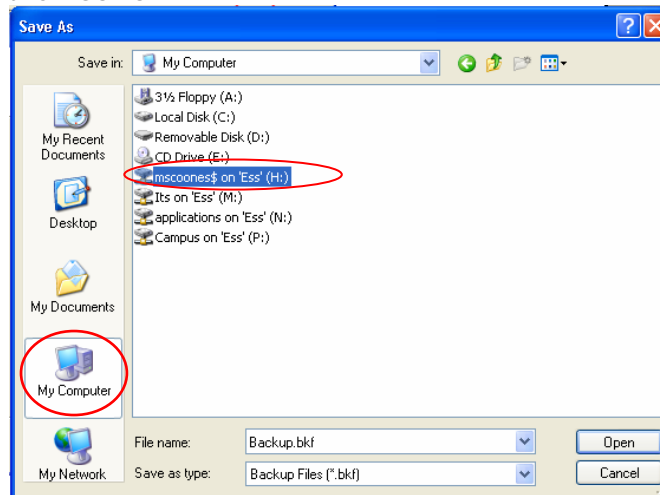 Save As
Save in:
My Computer
3½ Floppy (A:)
Local Disk (C:)
Removable Disk (D:)
CD Drive (E:)
mscoones$ on 'Ess' (H:)
Its on 'Ess' (M:)
applications on 'Ess' (N:)
Campus on 'Ess' (P:)
My Recent
Documents
Desktop
My Documents
My Computer
My Network
File name:
Backup.bkf
Open
Save as type:
Backup Files (*.bkf)
Cancel